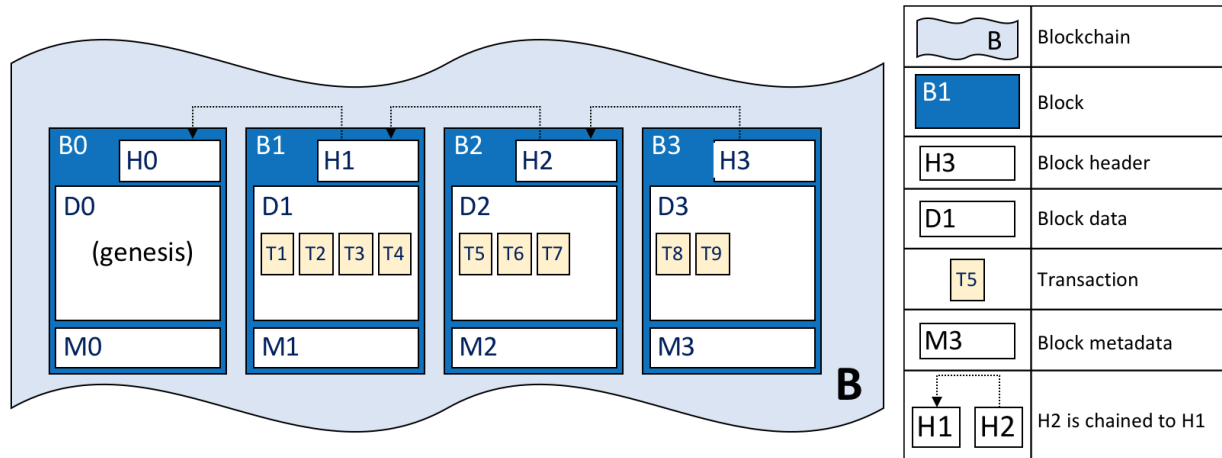 B0 H0 B1 H1 B2 H2 B3 H3
D0 D1 D2 D3
(genesis) T1 T2 T3 T4 T5 T6 T7 T8 T9
M0 M1 M2 M3
B
B Blockchain
B1 Block
H3 Block header
D1 Block data
T5 Transaction
M3 Block metadata
H1 H2 H2 is chained to H1